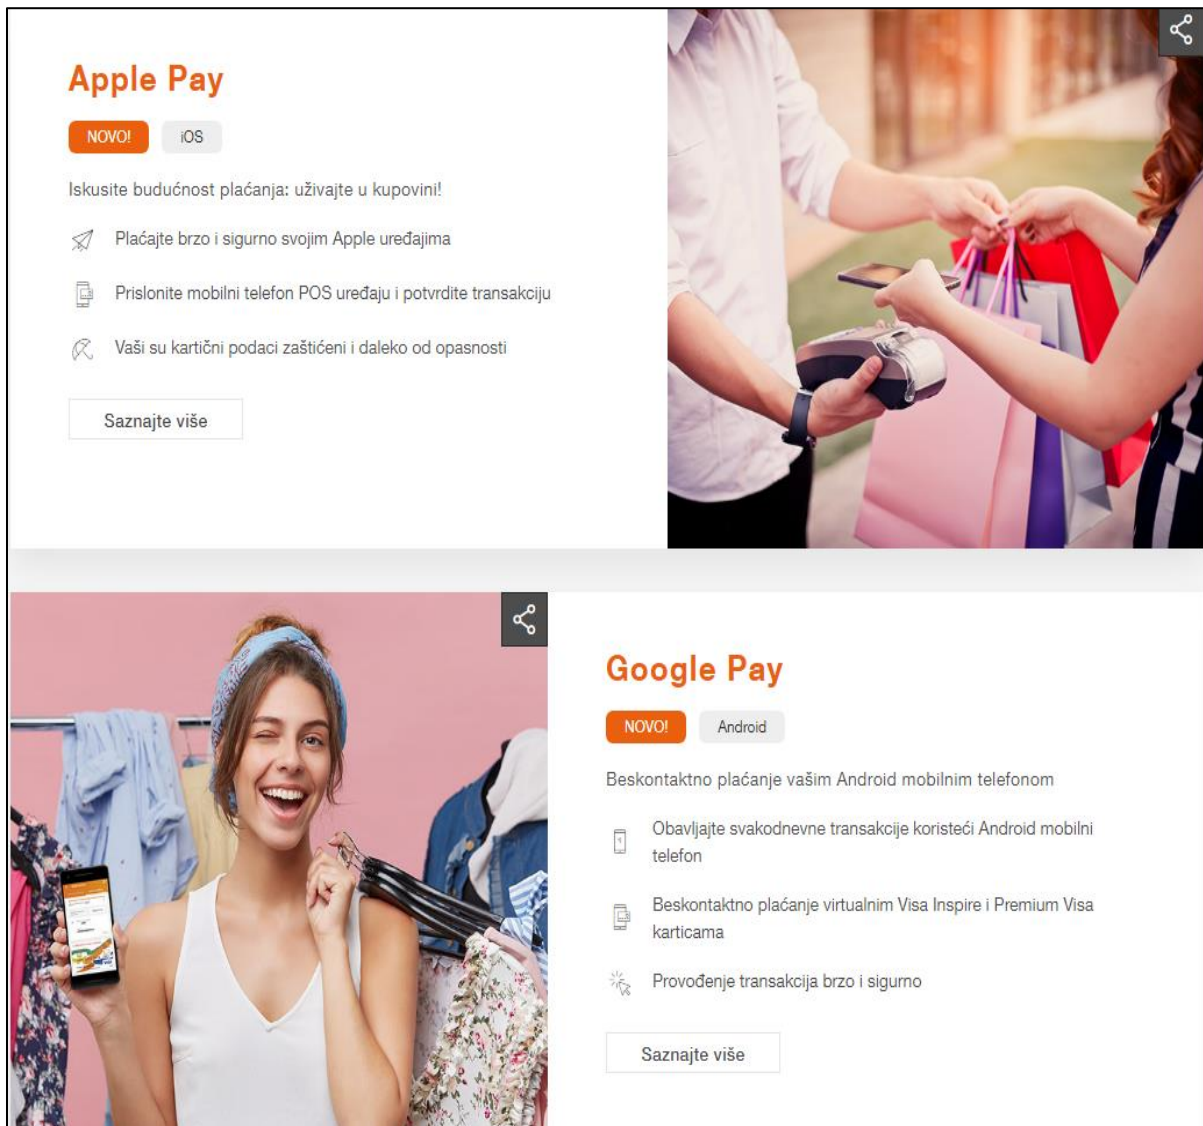 Apple Pay
NOVO! iOS
Iskusite budućnost plaćanja: uživajte u kupovini!
Plaćajte brzo i sigurno svojim Apple uređajima
Prislonite mobilni telefon POS uređaju i potvrdite transakciju
Vaši su kartični podaci zaštićeni i daleko od opasnosti
Saznajte više
Google Pay
NOVO! Android
Beskontaktno plaćanje vašim Android mobilnim telefonom
Obavljajte svakodnevne transakcije koristeći Android mobilni
telefon
Beskontaktno plaćanje virtualnim Visa Inspire i Premium Visa
karticama
Provođenje transakcija brzo i sigurno
Saznajte više